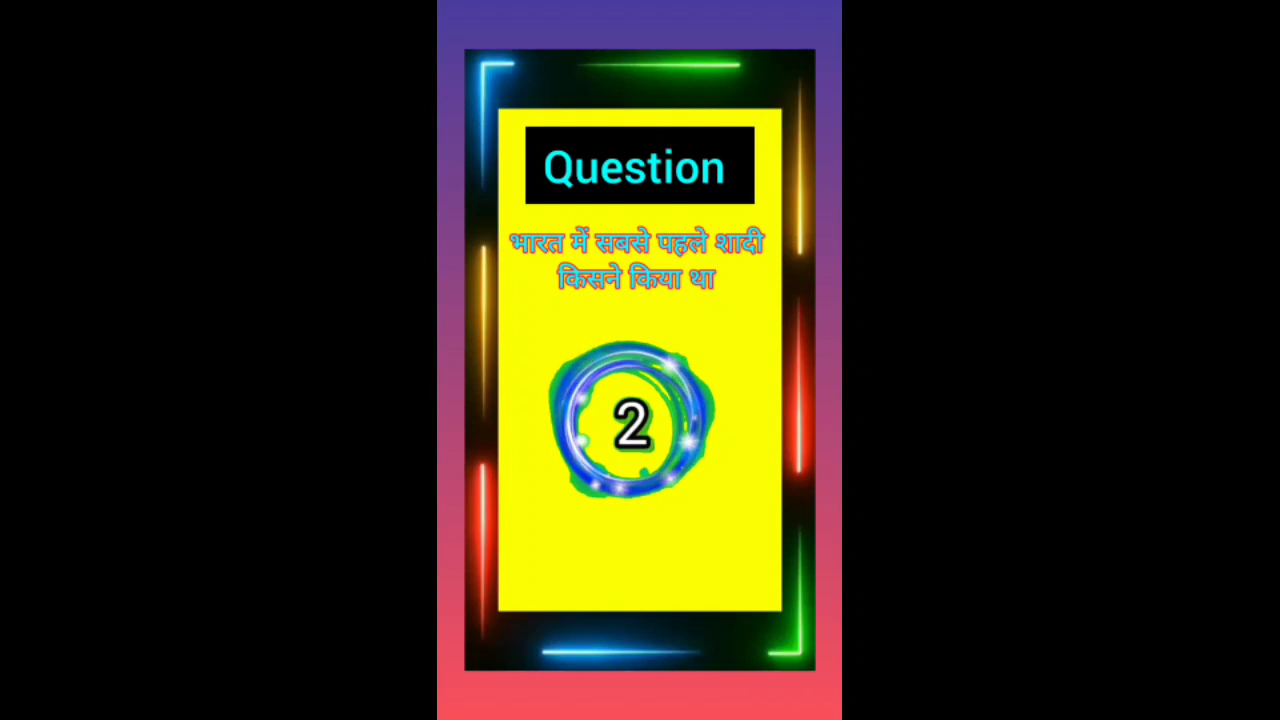 Question
भारत में सबसे पहले शादी
किसने किया था
2